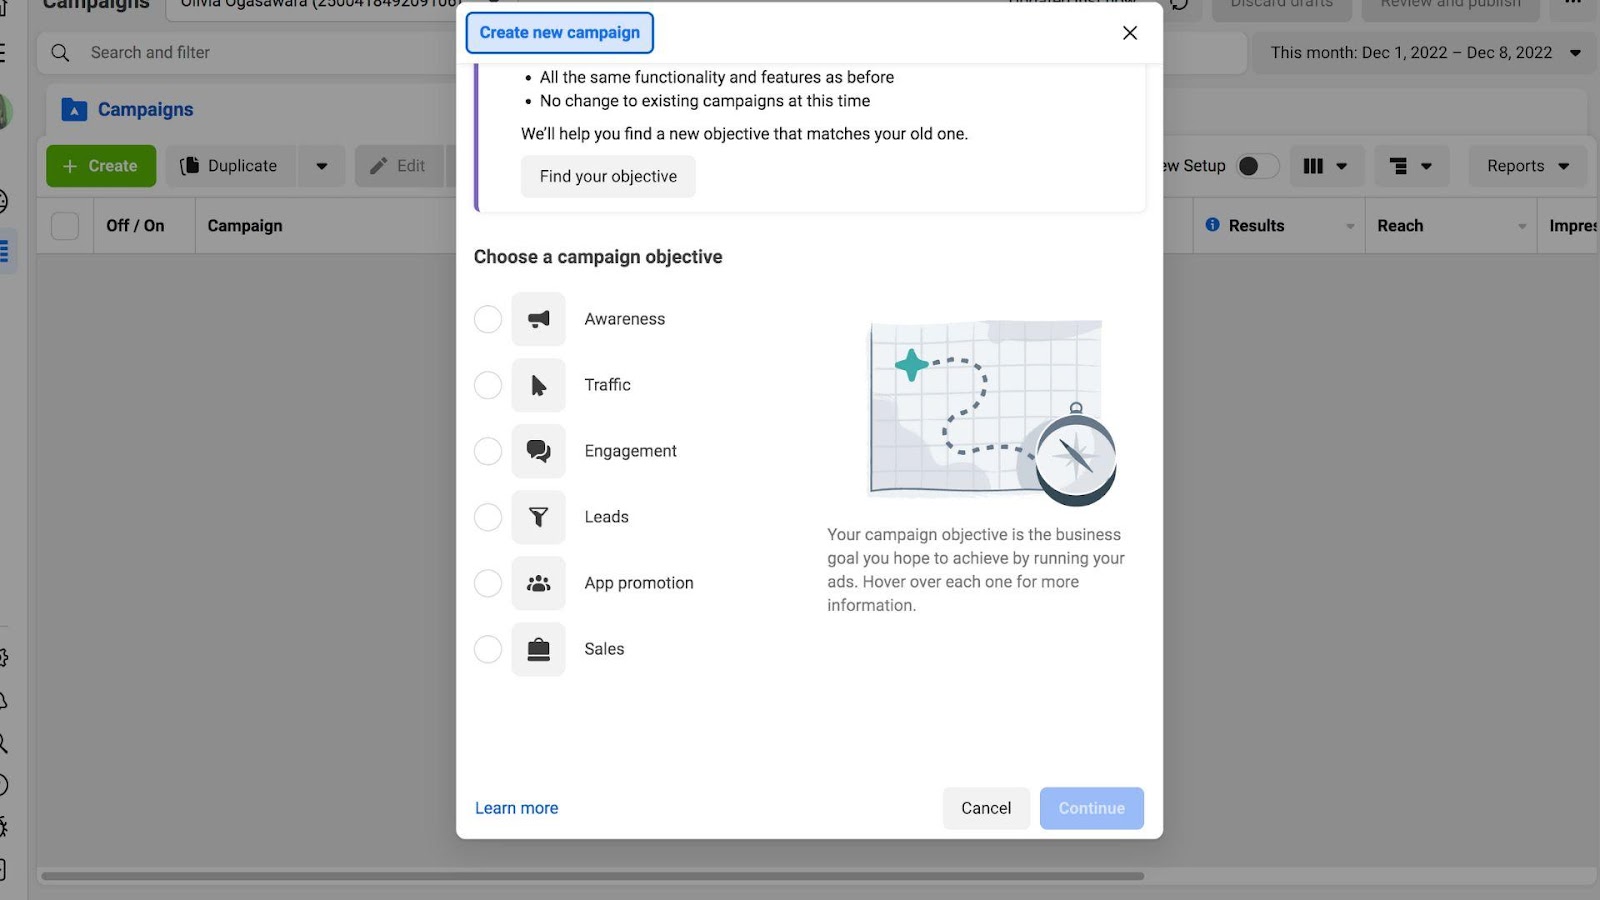 Campaigns
Olivia Ogasawara
Updated just now
Discard drafts
Review and publish
Create new campaign
Search and filter
This month: Dec 1, 2022 – Dec 8, 2022
• All the same functionality and features as before
• No change to existing campaigns at this time
We'll help you find a new objective that matches your old one.
Find your objective
Campaigns
+ Create
Duplicate
Edit
Setup
Reports
Off / On
Campaign
Results
Reach
Choose a campaign objective
Awareness
Traffic
Engagement
Leads
App promotion
Sales
Your campaign objective is the business
goal you hope to achieve by running your
ads. Hover over each one for more
information.
Learn more
Cancel
Continue